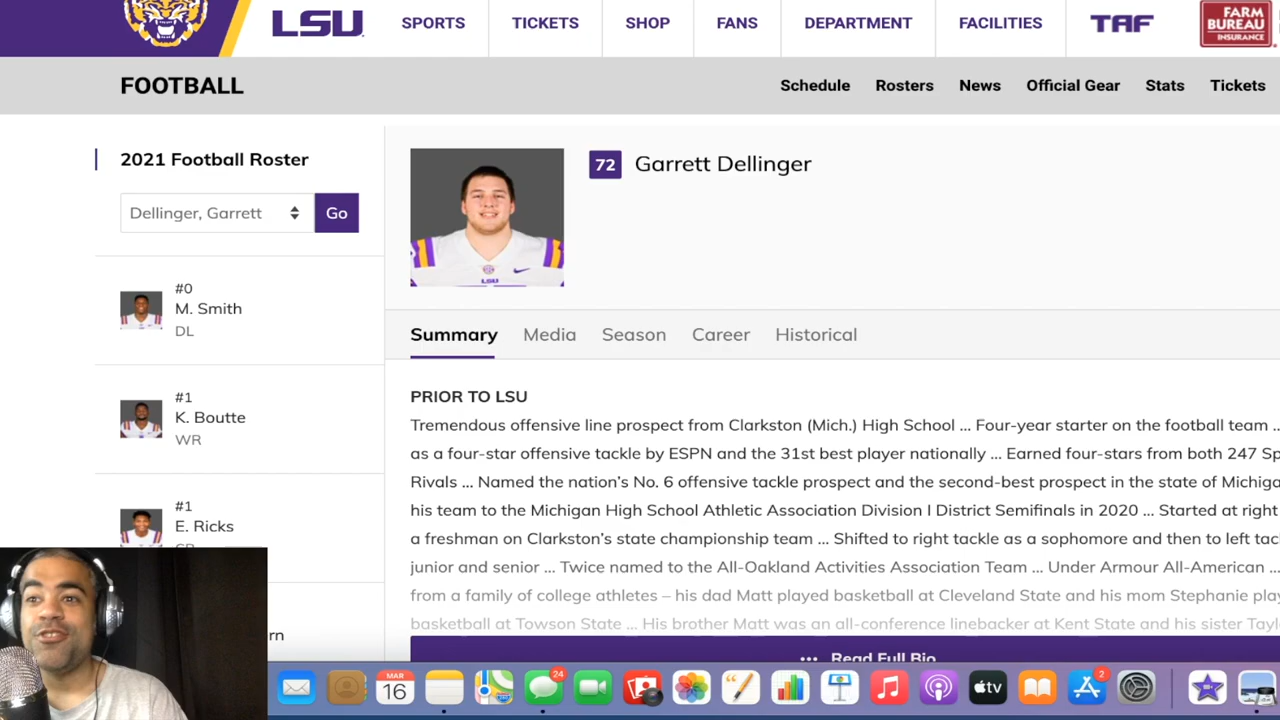 LSU
SPORTS
TICKETS
SHOP
FANS
DEPARTMENT
FACILITIES
TAF
FARM
BUREAU
INSURANCE
FOOTBALL
Schedule
Rosters
News
Official Gear
Stats
Tickets
2021 Football Roster
Dellinger, Garrett
Go
#0
M. Smith
DL
#1
K. Boutte
WR
#1
E. Ricks
72
Garrett Dellinger
LSU
Summary
Media
Season
Career
Historical
PRIOR TO LSU
Tremendous offensive line prospect from Clarkston (Mich.) High School ... Four-year starter on the football team ...
as a four-star offensive tackle by ESPN and the 31st best player nationally ... Earned four-stars from both 247 Sp
Rivals ... Named the nation's No. 6 offensive tackle prospect and the second-best prospect in the state of Michiga
his team to the Michigan High School Athletic Association Division I District Semifinals in 2020 ... Started at right
a freshman on Clarkston's state championship team ... Shifted to right tackle as a sophomore and then to left tac
junior and senior ... Twice named to the All-Oakland Activities Association Team ... Under Armour All-American ...
from a family of college athletes – his dad Matt played basketball at Cleveland State and his mom Stephanie play
basketball at Towson State ... His brother Matt was an all-conference linebacker at Kent State and his sister Tayl
••• Read Full Bio
MAR
16
24
tv
2